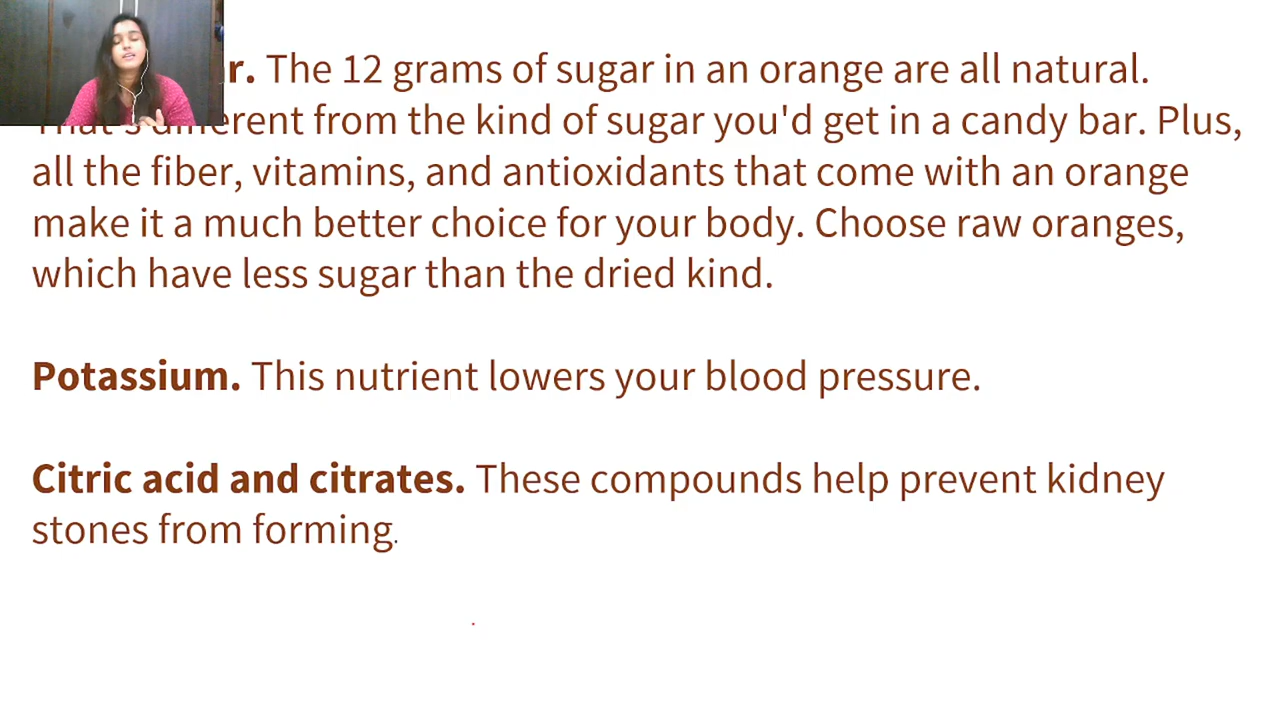 r. The 12 grams of sugar in an orange are all natural.
That's different from the kind of sugar you'd get in a candy bar. Plus,
all the fiber, vitamins, and antioxidants that come with an orange
make it a much better choice for your body. Choose raw oranges,
which have less sugar than the dried kind.
Potassium. This nutrient lowers your blood pressure.
Citric acid and citrates. These compounds help prevent kidney
stones from forming.